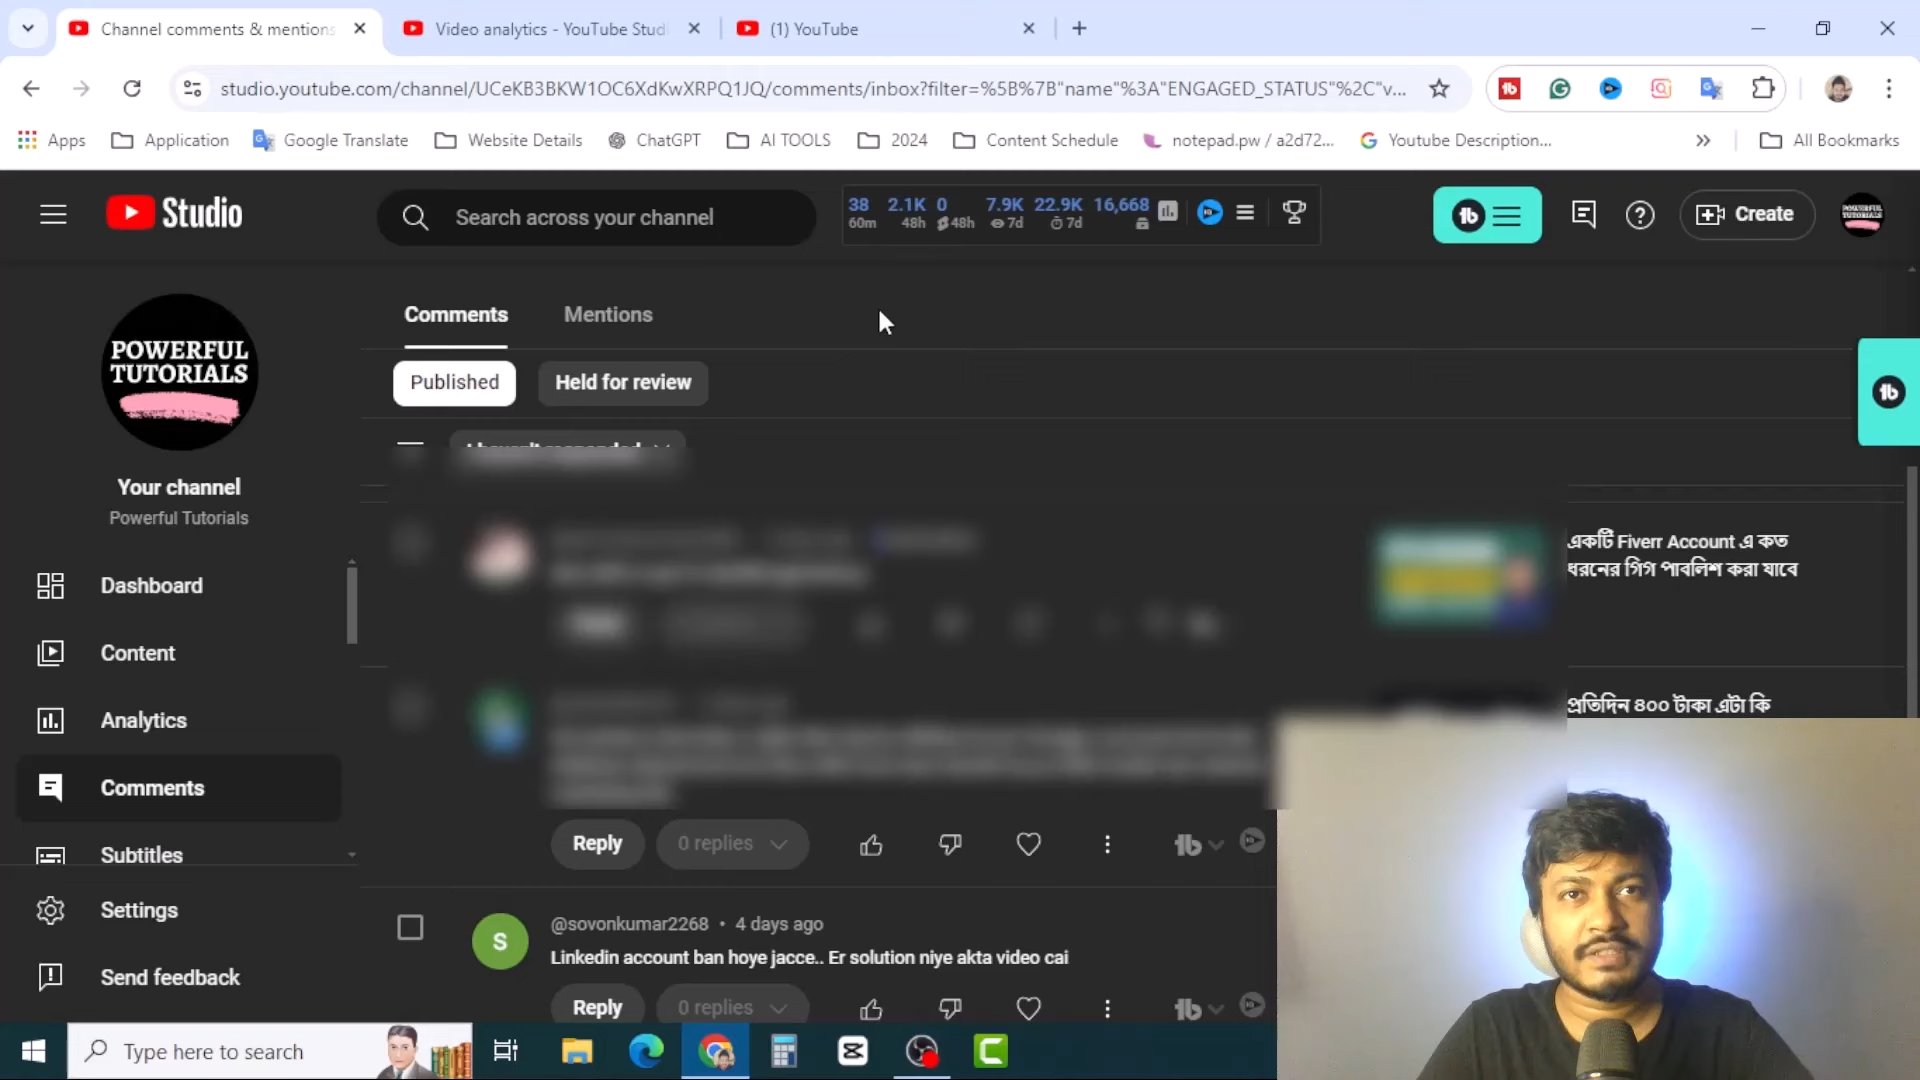 Channel comments & mentions
Video analytics - YouTube Studi
(1) YouTube
studio.youtube.com/channel/UCeKB3BKW1OC6XdKwXRPQ1JQ/comments/inbox?filter=%5B%7B"name"%3A"ENGAGED_STATUS"%2C"v...
Apps
Application
Google Translate
Website Details
ChatGPT
AI TOOLS
2024
Content Schedule
notepad.pw / a2d72...
Youtube Description...
All Bookmarks
Studio
Search across your channel
38 2.1K 0 7.9K 22.9K 16,668
60m 48h 48h 7d 7d
Create
POWERFUL
TUTORIALS
Comments
Mentions
Published
Held for review
POWERFUL
TUTORIALS
Your channel
Powerful Tutorials
Dashboard
Content
Analytics
Comments
Subtitles
Settings
Send feedback
একটি Fiverr Account এ কত
ধরনের গিগ পাবলিশ করা যাবে
প্রতিদিন ৪০০ টাকা এটা কি
Reply
0 replies
S
@sovonkumar2268 • 4 days ago
Linkedin account ban hoye jacce.. Er solution niye akta video cai
Reply
0 replies
Type here to search